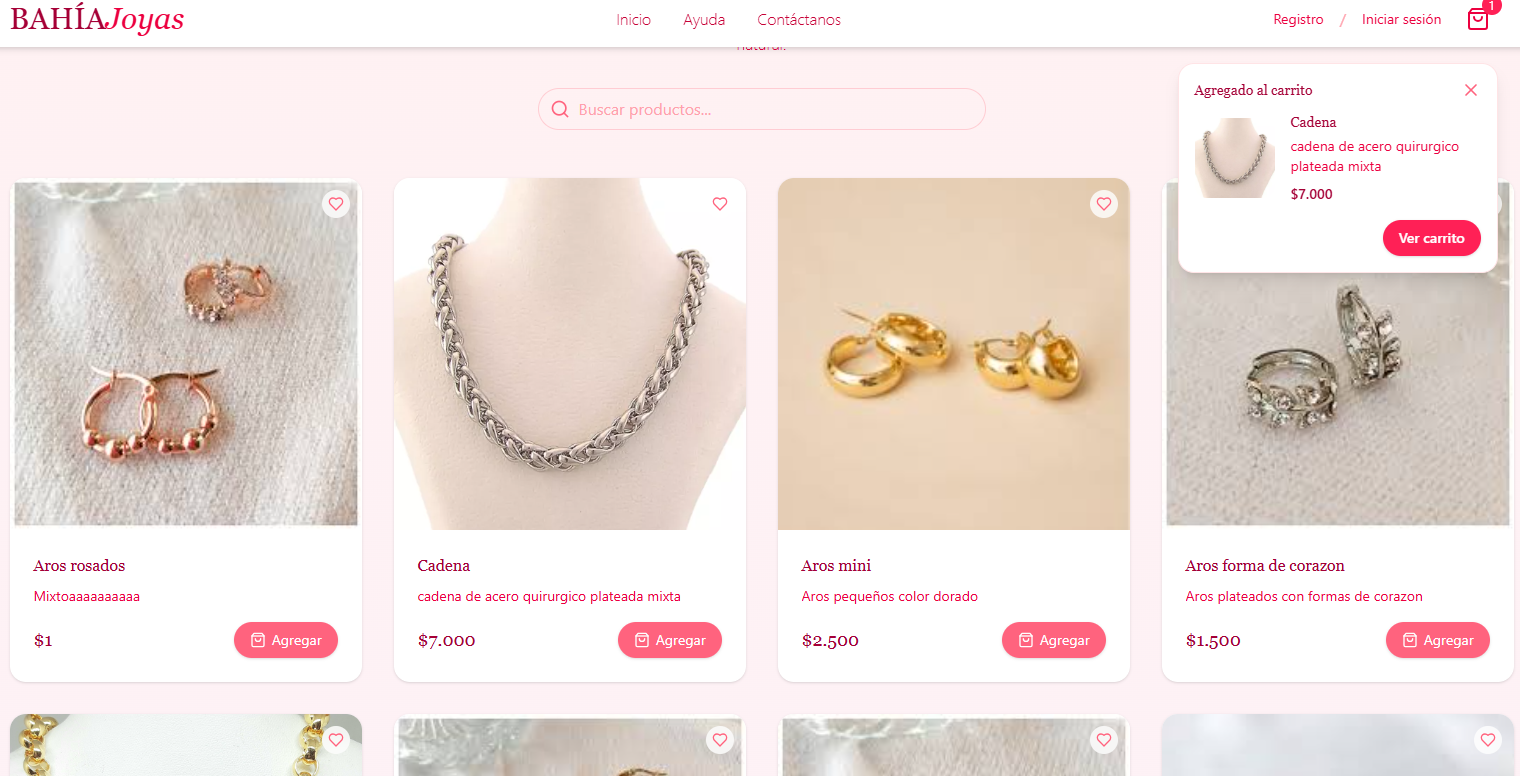 BAHÍAJoyas
Inicio
Ayuda
Contáctanos
Registro
/
Iniciar sesión
1
natural.
Buscar productos...
Agregado al carrito
Cadena
cadena de acero quirurgico
plateada mixta
$7.000
Ver carrito
Aros rosados
Mixtoaaaaaaaaaa
$1
Agregar
Cadena
cadena de acero quirurgico plateada mixta
$7.000
Agregar
Aros mini
Aros pequeños color dorado
$2.500
Agregar
Aros forma de corazon
Aros plateados con formas de corazon
$1.500
Agregar